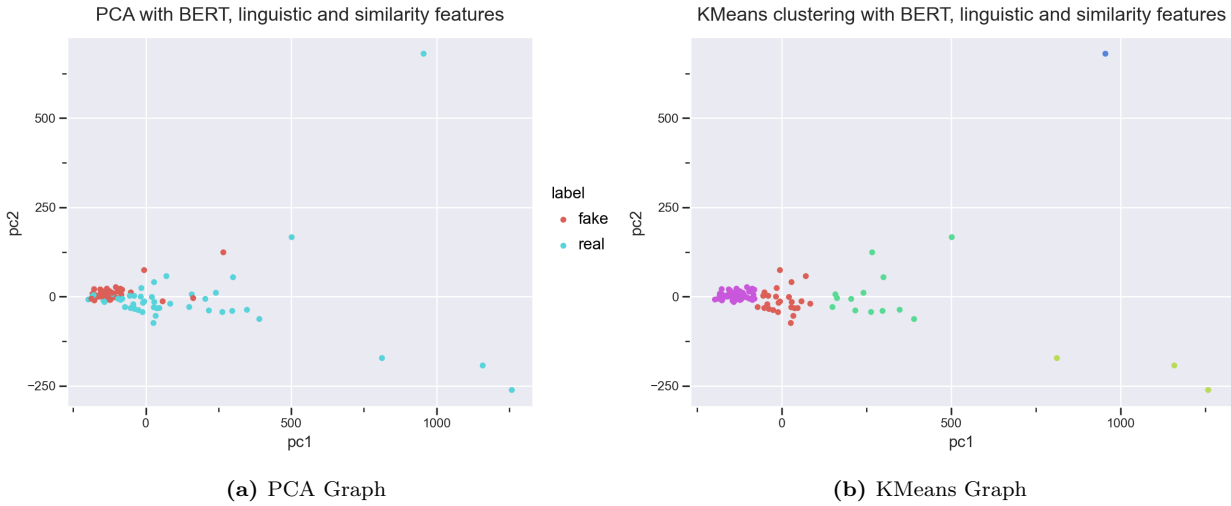 PCA with BERT, linguistic and similarity features
500
250
0
−250
pc2
0
500
1000
pc1
label
fake
real
(a) PCA Graph
KMeans clustering with BERT, linguistic and similarity features
500
250
0
−250
pc2
0
500
1000
pc1
(b) KMeans Graph